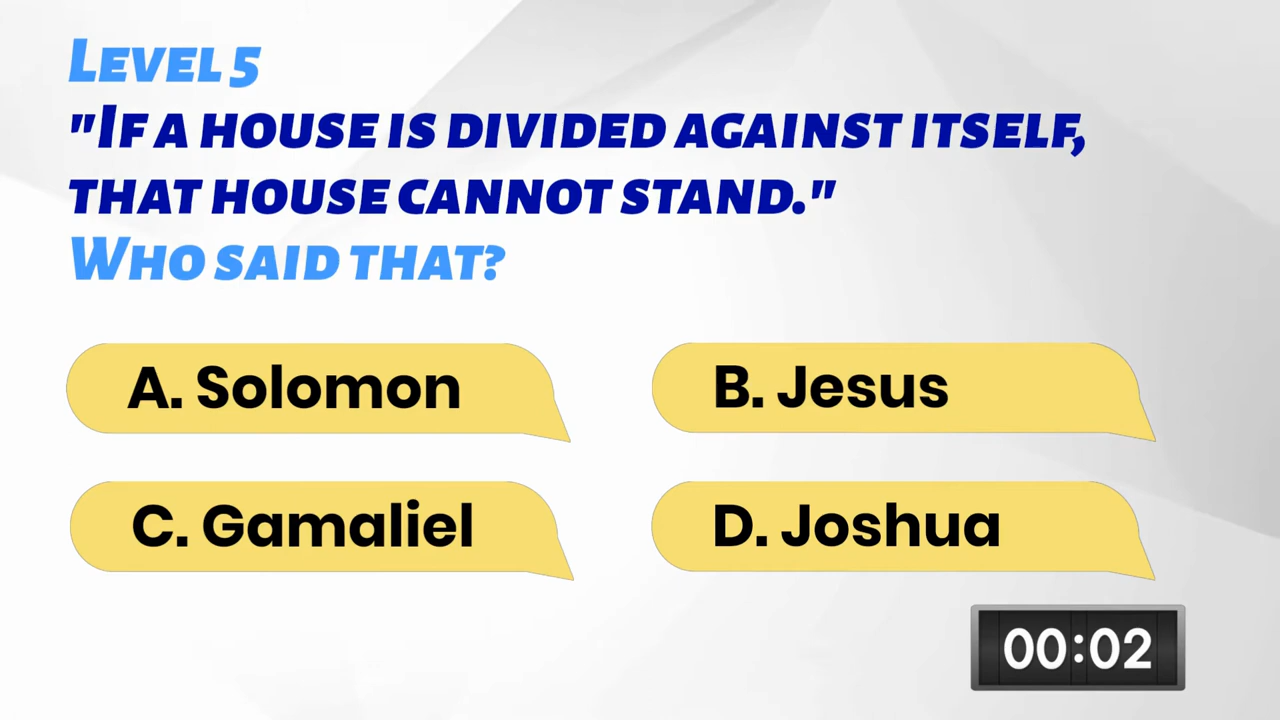 LEVEL 5
"IF A HOUSE IS DIVIDED AGAINST ITSELF,
THAT HOUSE CANNOT STAND."
WHO SAID THAT?
A. Solomon
B. Jesus
C. Gamaliel
D. Joshua
00:02